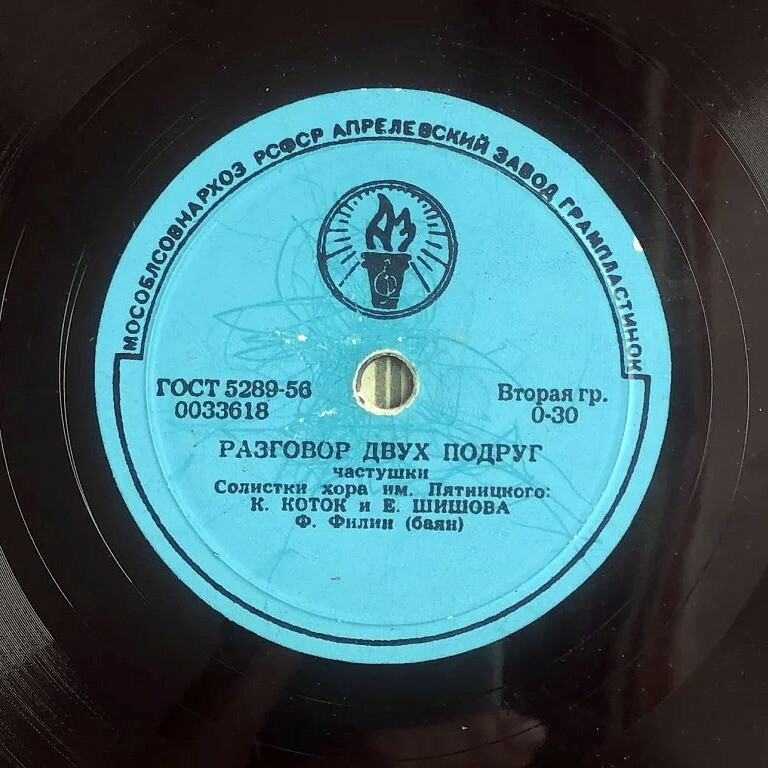 МОСОБЛСОВНАРХОЗ РСФСР АПРЕЛЕВСКИЙ ЗАВОД ГРАМПЛАСТИНОК
АЗ
ГОСТ 5289-56
0033618
Вторая гр.
0-30
РАЗГОВОР ДВУХ ПОДРУГ
частушки
Солистки хора им. Пятницкого:
К. КОТОК и Е. ШИШОВА
Ф. Филин (баян)